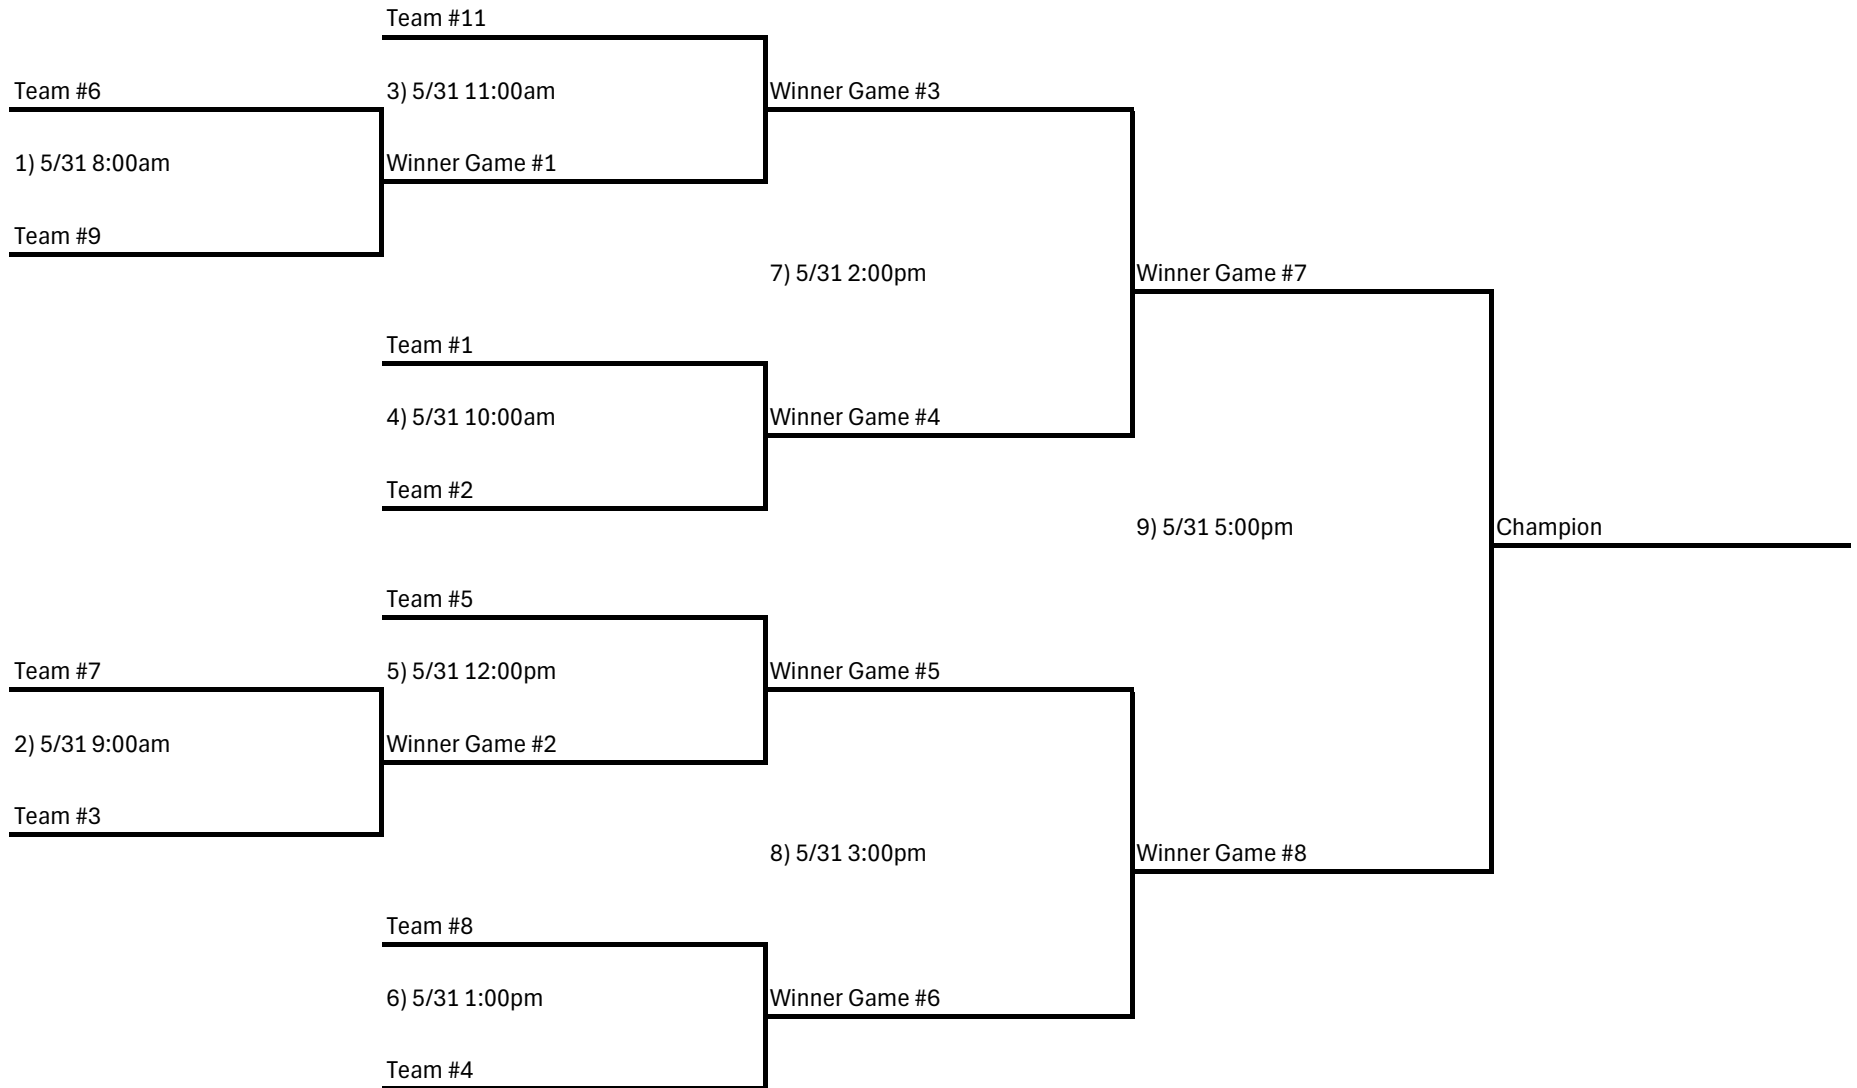 Team #11
Team #6
3) 5/31 11:00am
Winner Game #3
1) 5/31 8:00am
Winner Game #1
Team #9
7) 5/31 2:00pm
Winner Game #7
Team #1
4) 5/31 10:00am
Winner Game #4
Team #2
9) 5/31 5:00pm
Champion
Team #5
Team #7
5) 5/31 12:00pm
Winner Game #5
2) 5/31 9:00am
Winner Game #2
Team #3
8) 5/31 3:00pm
Winner Game #8
Team #8
6) 5/31 1:00pm
Winner Game #6
Team #4